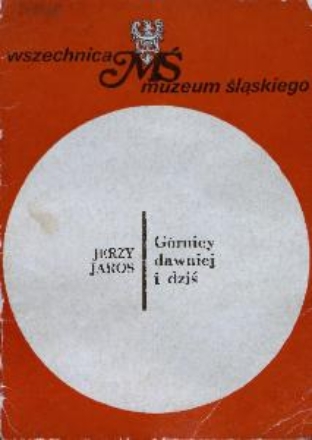 wszechnica
MŚ
muzeum śląskiego
JERZY
JAROS
Górnicy
dawniej
i dziś